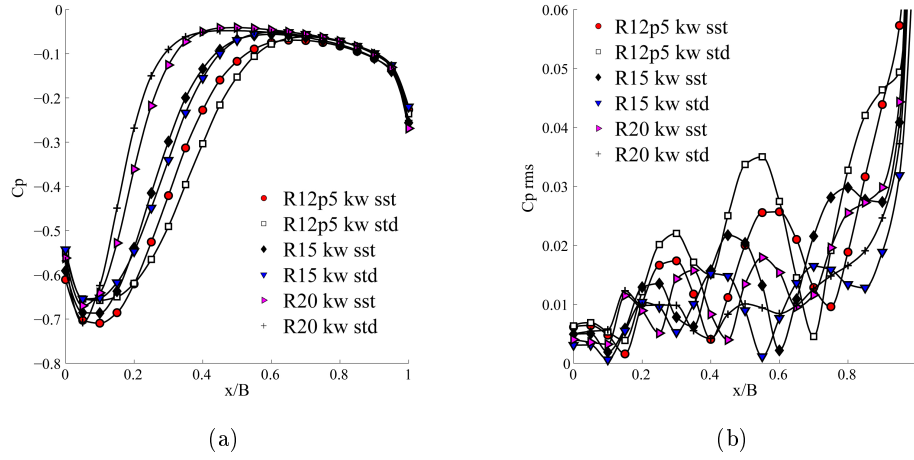 (a)
Cp
0
−0.1
−0.2
−0.3
−0.4
−0.5
−0.6
−0.7
−0.8
0
0.2
0.4
0.6
0.8
1
x/B
R12p5 kw sst
R12p5 kw std
R15 kw sst
R15 kw std
R20 kw sst
R20 kw std
(a)
(b)
Cp rms
0.06
0.05
0.04
0.03
0.02
0.01
0
0
0.2
0.4
0.6
0.8
x/B
R12p5 kw sst
R12p5 kw std
R15 kw sst
R15 kw std
R20 kw sst
R20 kw std
(b)